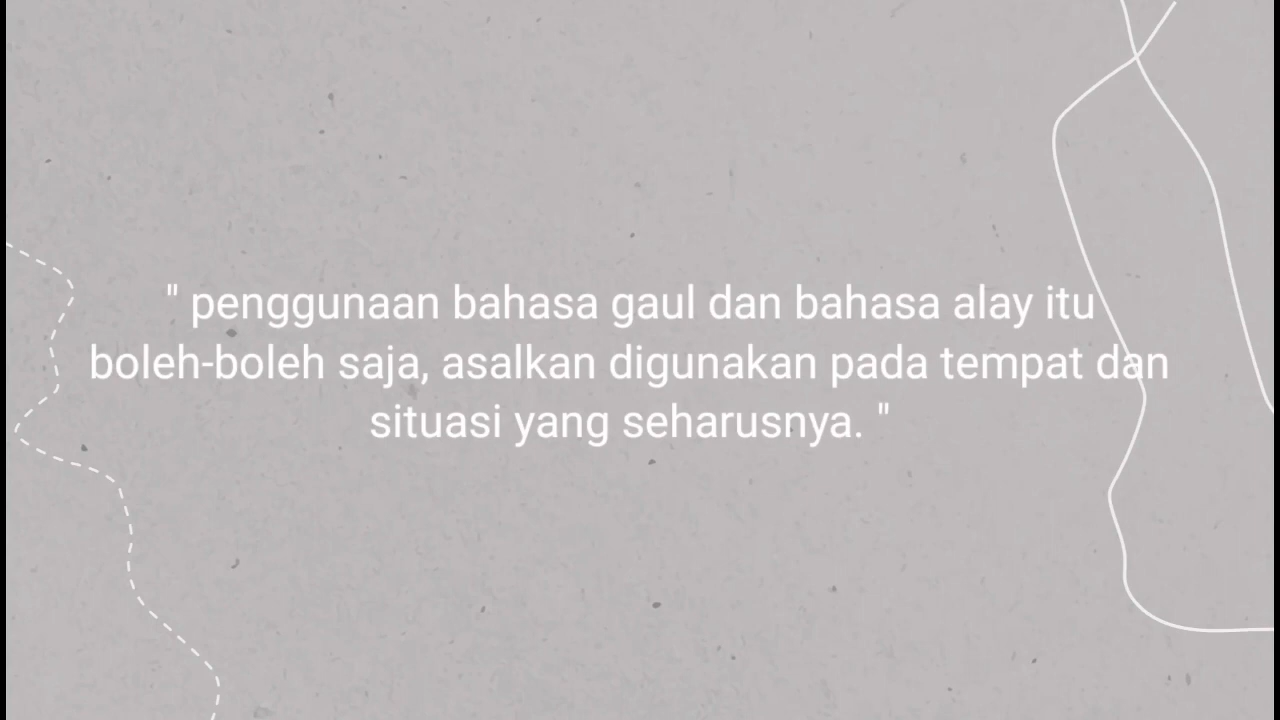 " penggunaan bahasa gaul dan bahasa alay itu
boleh-boleh saja, asalkan digunakan pada tempat dan
situasi yang seharusnya. "